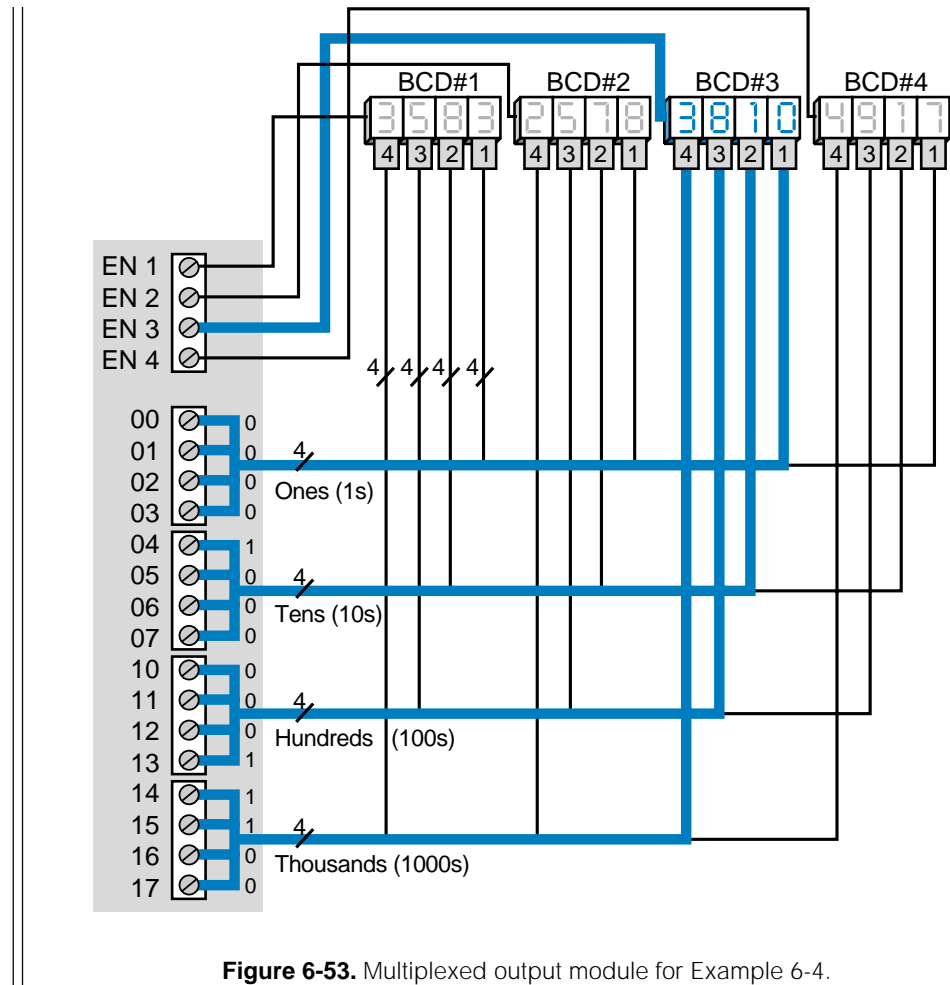 BCD#1 BCD#2 BCD#3 BCD#4
3583 2578 3810 4917
4 3 2 1 4 3 2 1 4 3 2 1 4 3 2 1
EN 1
EN 2
EN 3
EN 4
4 4 4 4
00 0
01 0 4
02 0 Ones (1s)
03 0
04 1
05 0 4
06 0 Tens (10s)
07 0
10 0
11 0 4
12 0 Hundreds (100s)
13 1
14 1
15 1 4
16 0 Thousands (1000s)
17 0
Figure 6-53. Multiplexed output module for Example 6-4.